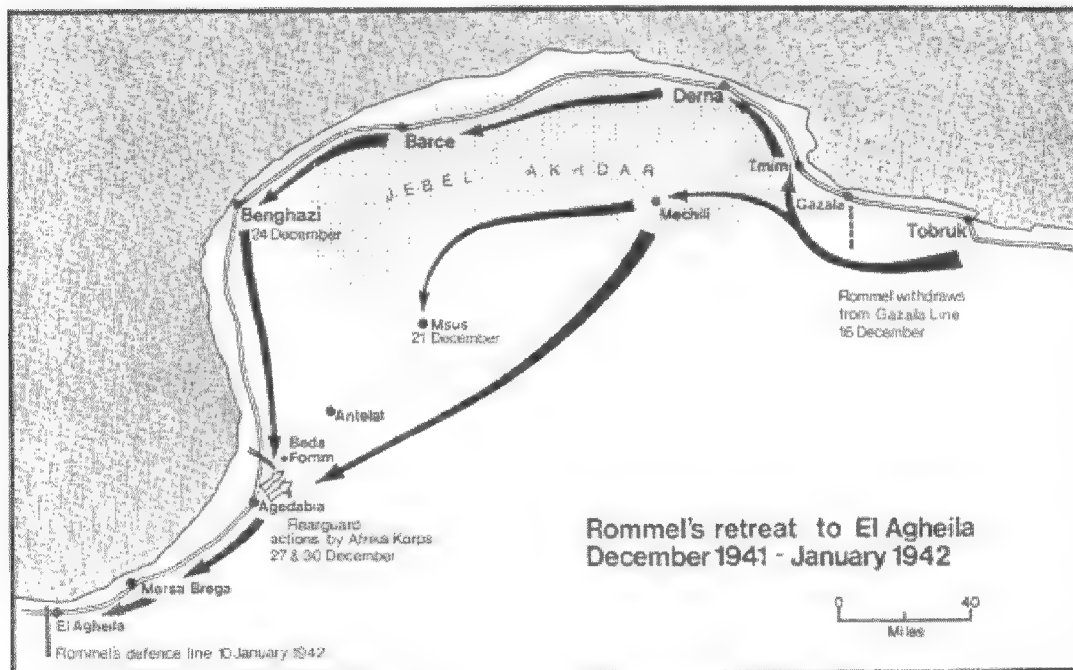 Derna
Barce
JEBEL AKHDAR
Tmimi
Benghazi
24 December
Mechili
Gazala
Tobruk
Rommel withdraws
from Gazala Line
16 December
Msus
21 December
Antelat
Beda
Fomm
Agedabia
Rearguard
actions by Afrika Korps
27 & 30 December
Rommel's retreat to El Agheila
December 1941 - January 1942
Mersa Brega
0 40
Miles
El Agheila
Rommel's defence line 10 January 1942